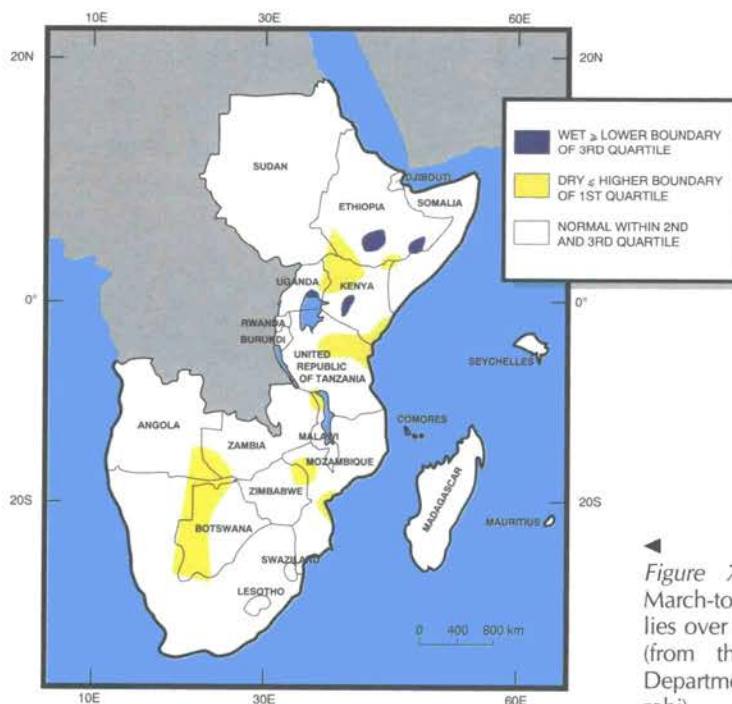 10E 30E 60E
20N 20N
WET ⩾ LOWER BOUNDARY
OF 3RD QUARTILE
DRY ⩽ HIGHER BOUNDARY
OF 1ST QUARTILE
NORMAL WITHIN 2ND
AND 3RD QUARTILE
SUDAN
DJIBOUTI
ETHIOPIA SOMALIA
UGANDA KENYA
0° 0°
RWANDA
BURUKDI
UNITED
REPUBLIC
OF TANZANIA
SEYCHELLES
ANGOLA
ZAMBIA
COMORES
MALAWI
MOZAMBIQUE
ZIMBABWE
20S 20S
MADAGASCAR
MAURITIUS
BOTSWANA
SWAZILAND
LESOTHO
0 400 800 km
10E 30E 60E
Figure
March-to
lies over
(from th
Departme
robi)